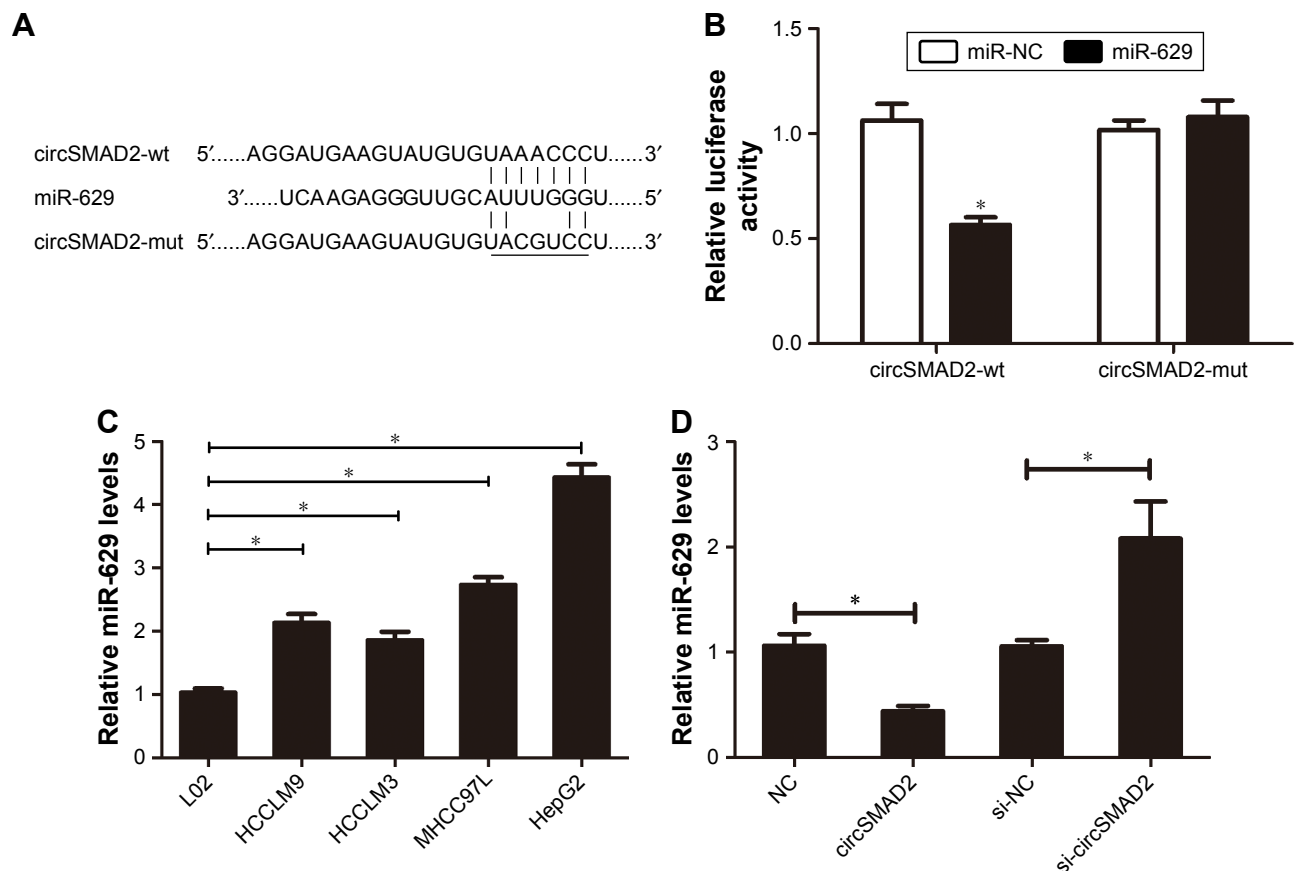 A
circSMAD2-wt 5′......AGGAUGAAGUAUGUGUAAACCCU......3′
miR-629 3′......UCAAGAGGGUUGCAUUUGGGU......5′
circSMAD2-mut 5′......AGGAUGAAGUAUGUGUACGUCCU......3′
B
Relative luciferase
activity
1.5
1.0
0.5
0.0
miR-NC miR-629
*
circSMAD2-wt circSMAD2-mut
C
Relative miR-629 levels
5
4
3
2
1
0
*
*
*
*
L02 HCCLM9 HCCLM3 MHCC97L HepG2
D
Relative miR-629 levels
3
2
1
0
*
*
NC circSMAD2 si-NC si-circSMAD2